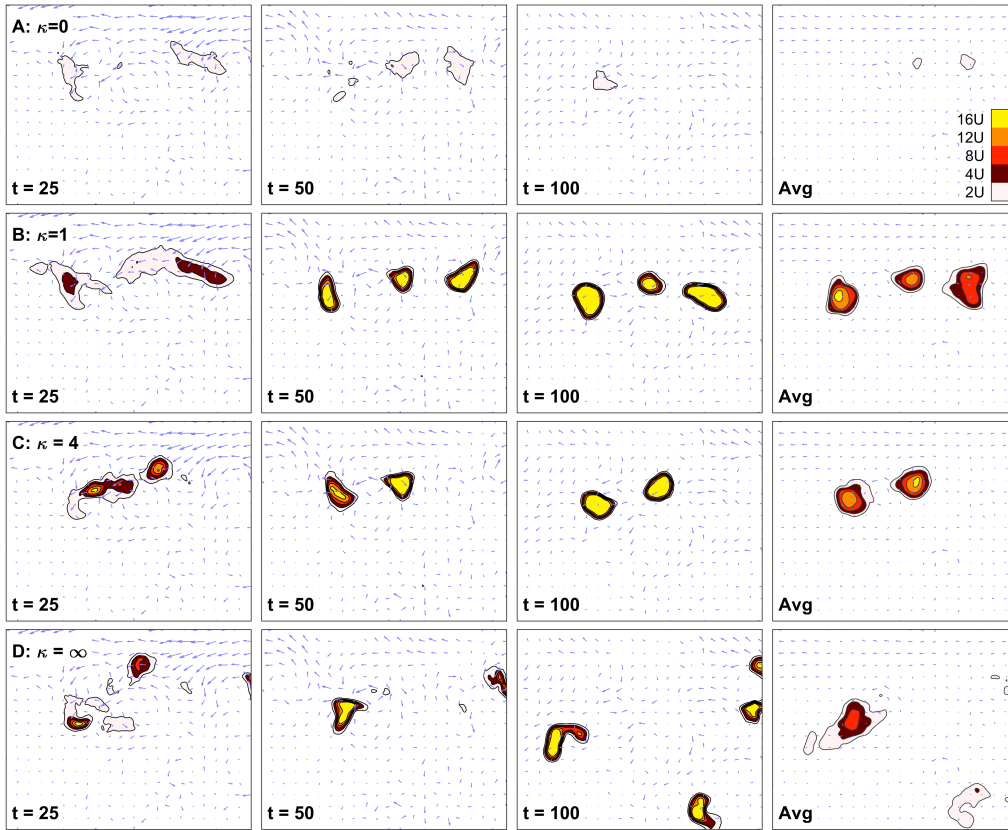 A: κ=0
t = 25
t = 50
t = 100
Avg
16U
12U
8U
4U
2U
B: κ=1
t = 25
t = 50
t = 100
Avg
C: κ = 4
t = 25
t = 50
t = 100
Avg
D: κ = ∞
t = 25
t = 50
t = 100
Avg